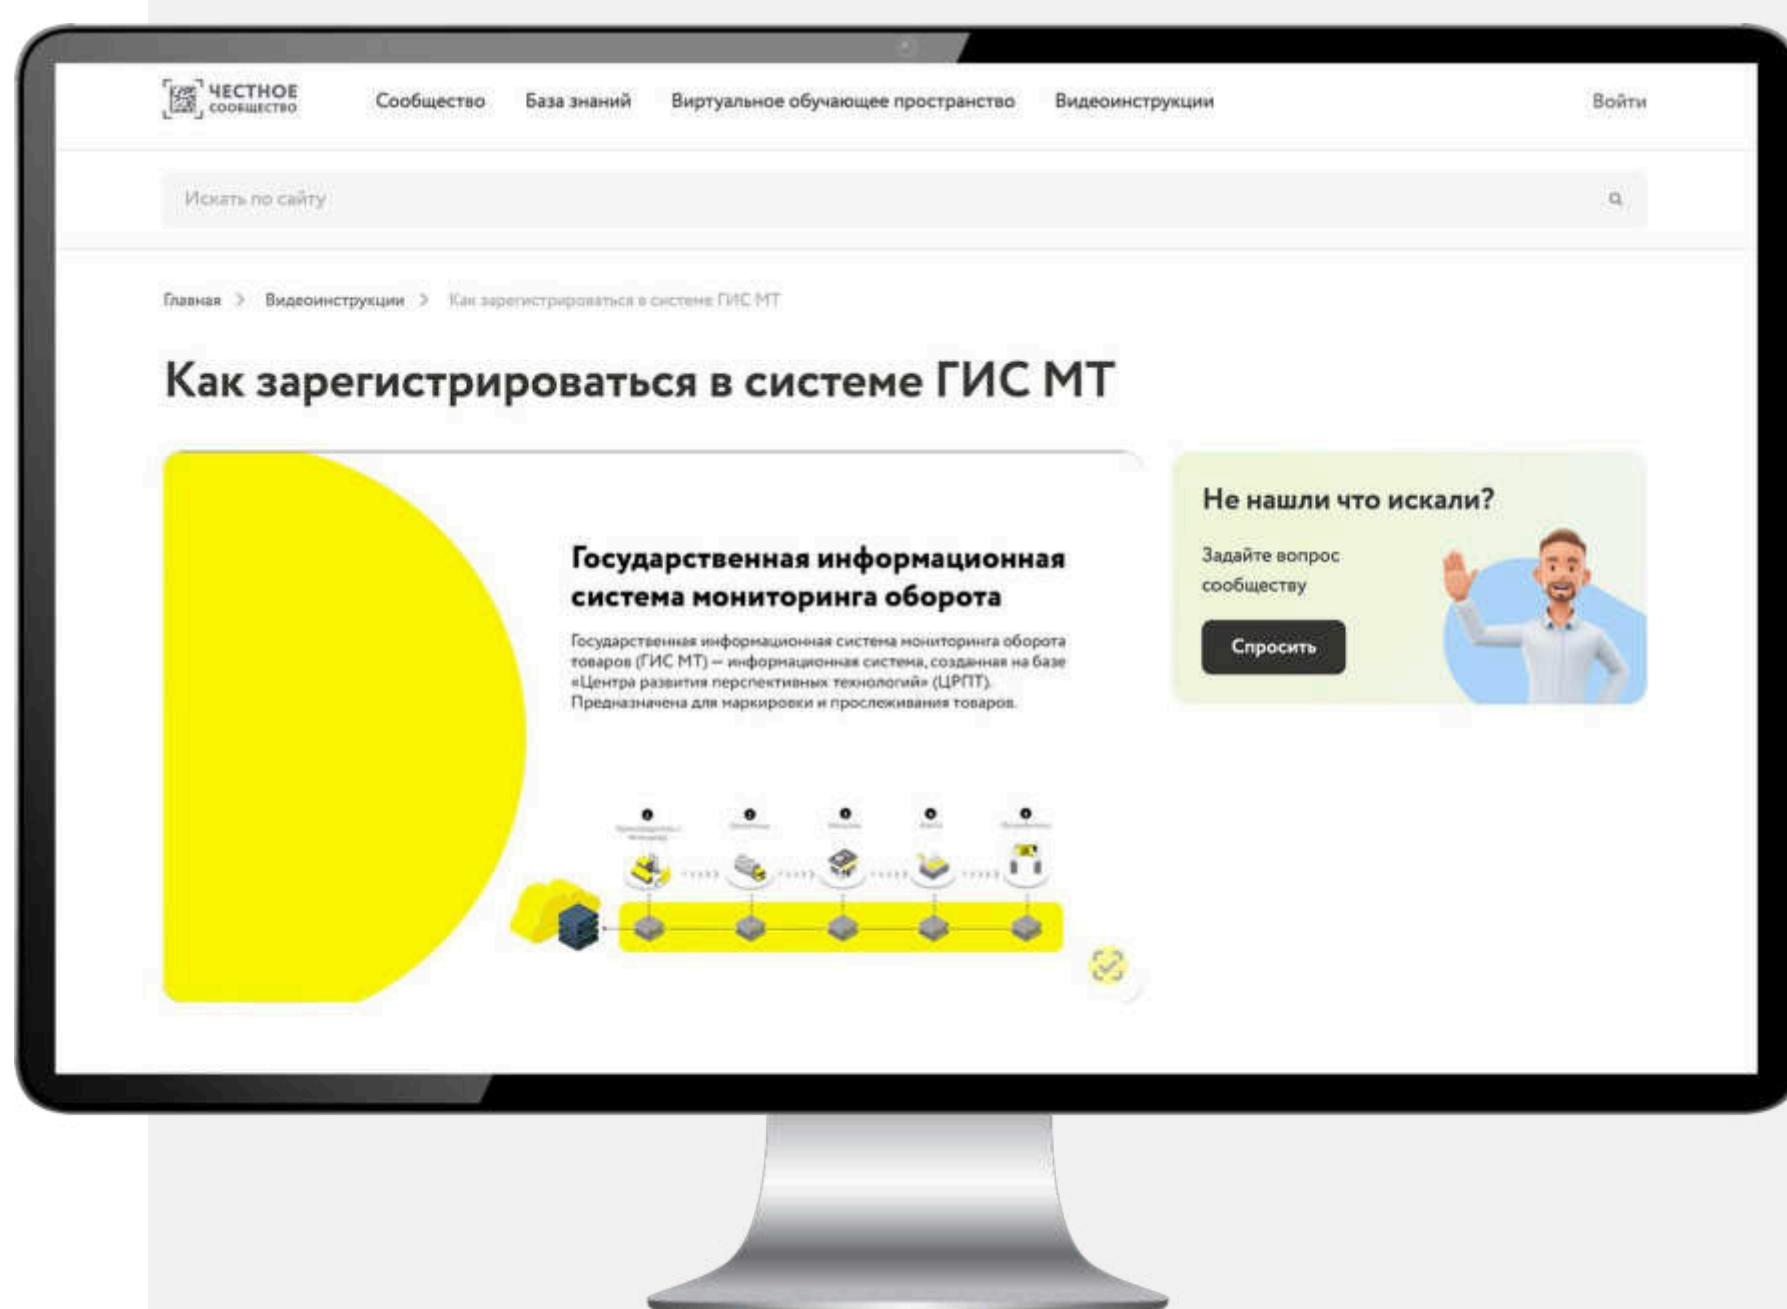 ЧЕСТНОЕ
СООБЩЕСТВО
Сообщество
База знаний
Виртуальное обучающее пространство
Видеоинструкции
Войти
Искать по сайту
Главная > Видеоинструкции > Как зарегистрироваться в системе ГИС МТ
Как зарегистрироваться в системе ГИС МТ
Государственная информационная
система мониторинга оборота
Государственная информационная система мониторинга оборота
товаров (ГИС МТ) — информационная система, созданная на базе
«Центра развития перспективных технологий» (ЦРПТ).
Предназначена для маркировки и прослеживания товаров.
Не нашли что искали?
Задайте вопрос
сообществу
Спросить